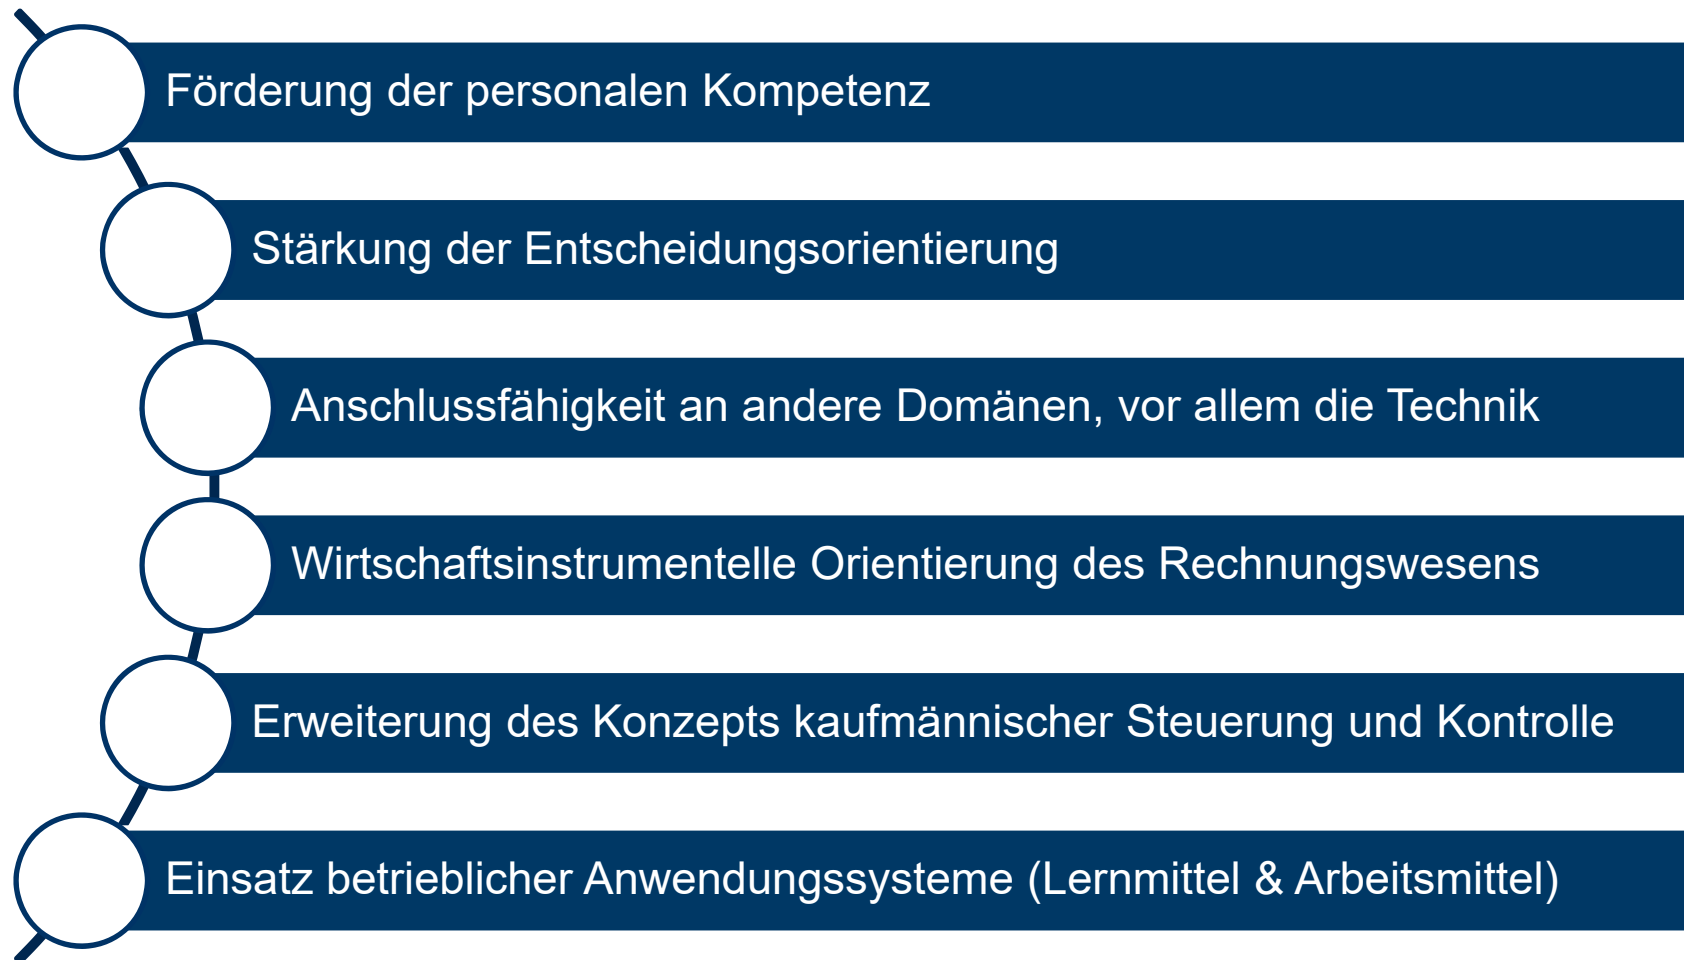 Förderung der personalen Kompetenz
Stärkung der Entscheidungsorientierung
Anschlussfähigkeit an andere Domänen, vor allem die Technik
Wirtschaftsinstrumentelle Orientierung des Rechnungswesens
Erweiterung des Konzepts kaufmännischer Steuerung und Kontrolle
Einsatz betrieblicher Anwendungssysteme (Lernmittel & Arbeitsmittel)